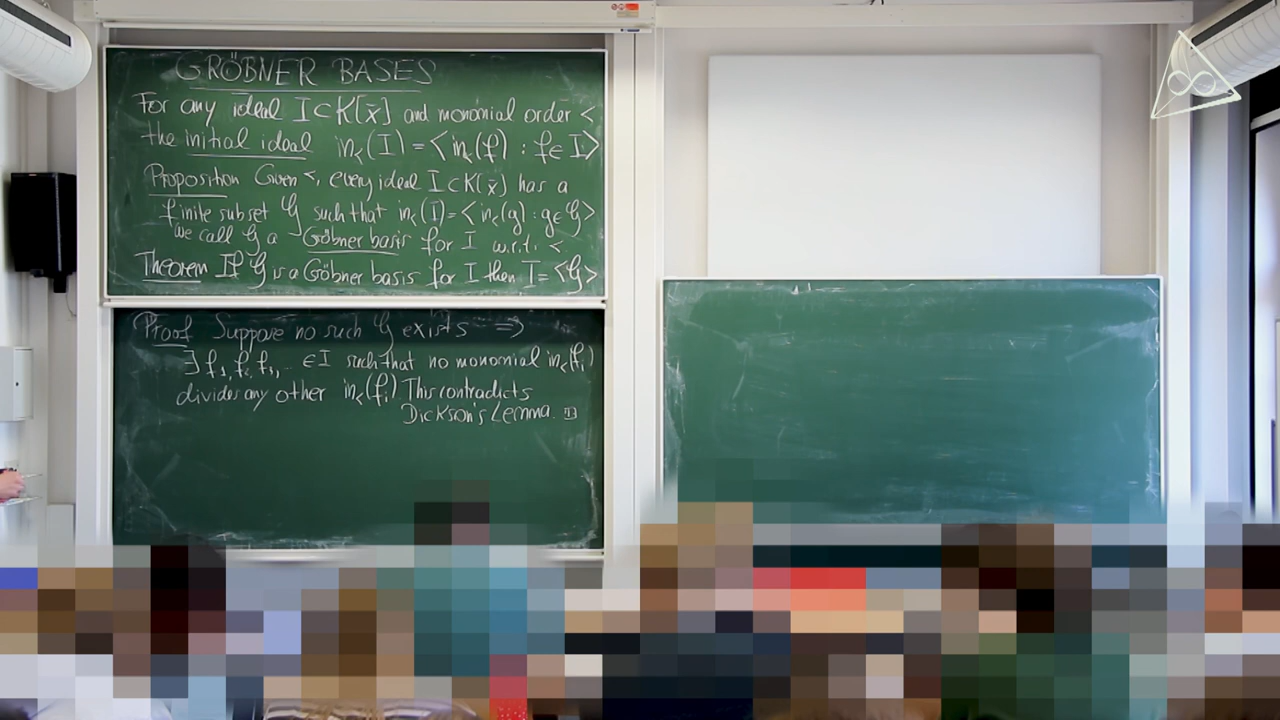 GRÖBNER BASES
For any ideal I ⊂ K[x̄] and monomial order <
the initial ideal in<(I) = <in<(f) : f ∈ I>
Proposition Given <, every ideal I ⊂ K[x̄] has a
finite subset G such that in<(I) = <in<(g) : g ∈ G>
We call G a Gröbner basis for I w.r.t. <
Theorem If G is a Gröbner basis for I then I = <G>
Proof Suppose no such G exists ⇒
∃ f₁, f₂, f₃, ... ∈ I such that no monomial in<(fᵢ)
divides any other in<(fⱼ) This contradicts
Dickson's Lemma. □